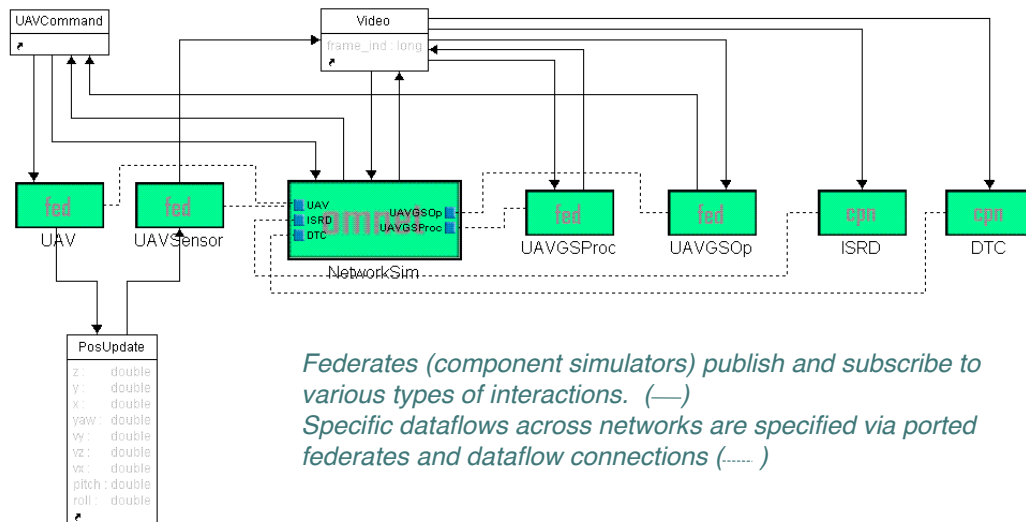 UAVCommand
Video
frame_ind : long
fed
UAV
fed
UAVSensor
UAV
ISRD
DTC
omnet
UAVGSOp
UAVGSProc
NetworkSim
fed
UAVGSProc
fed
UAVGSOp
cpn
ISRD
cpn
DTC
PosUpdate
z : double
y : double
x : double
yaw : double
vy : double
vz : double
vx : double
pitch : double
roll : double
Federates (component simulators) publish and subscribe to
various types of interactions. (—)
Specific dataflows across networks are specified via ported
federates and dataflow connections (------ )